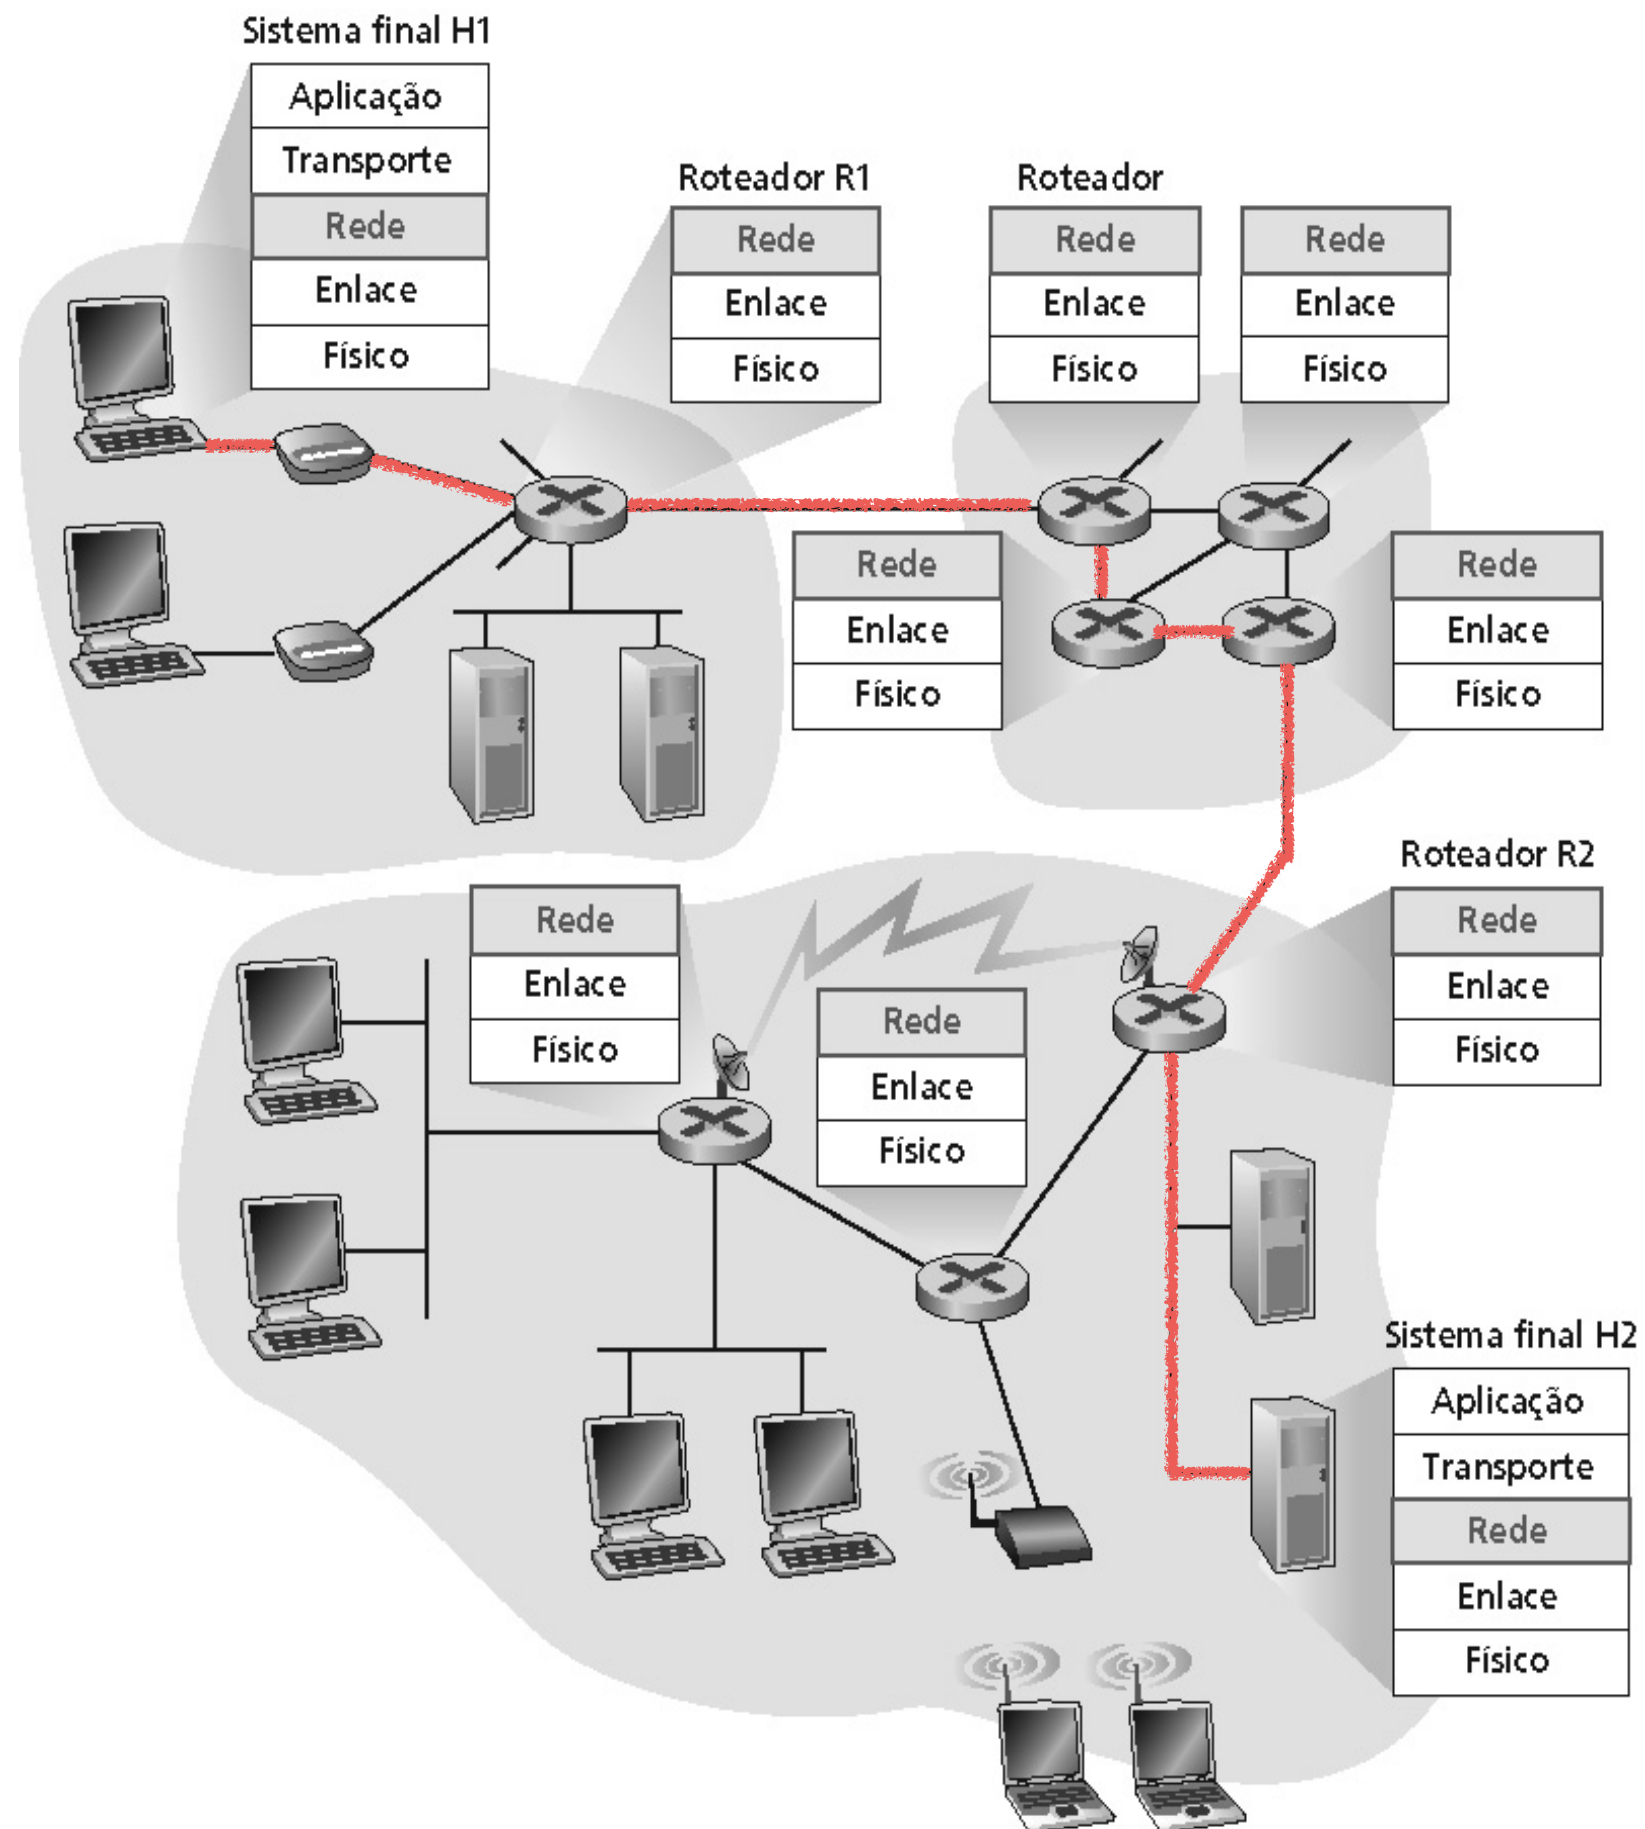 Sistema final H1
Aplicação
Transporte
Rede
Enlace
Físico
Roteador R1
Rede
Enlace
Físico
Roteador
Rede
Enlace
Físico
Rede
Enlace
Físico
Rede
Enlace
Físico
Rede
Enlace
Físico
Roteador R2
Rede
Enlace
Físico
Rede
Enlace
Físico
Rede
Enlace
Físico
Sistema final H2
Aplicação
Transporte
Rede
Enlace
Físico